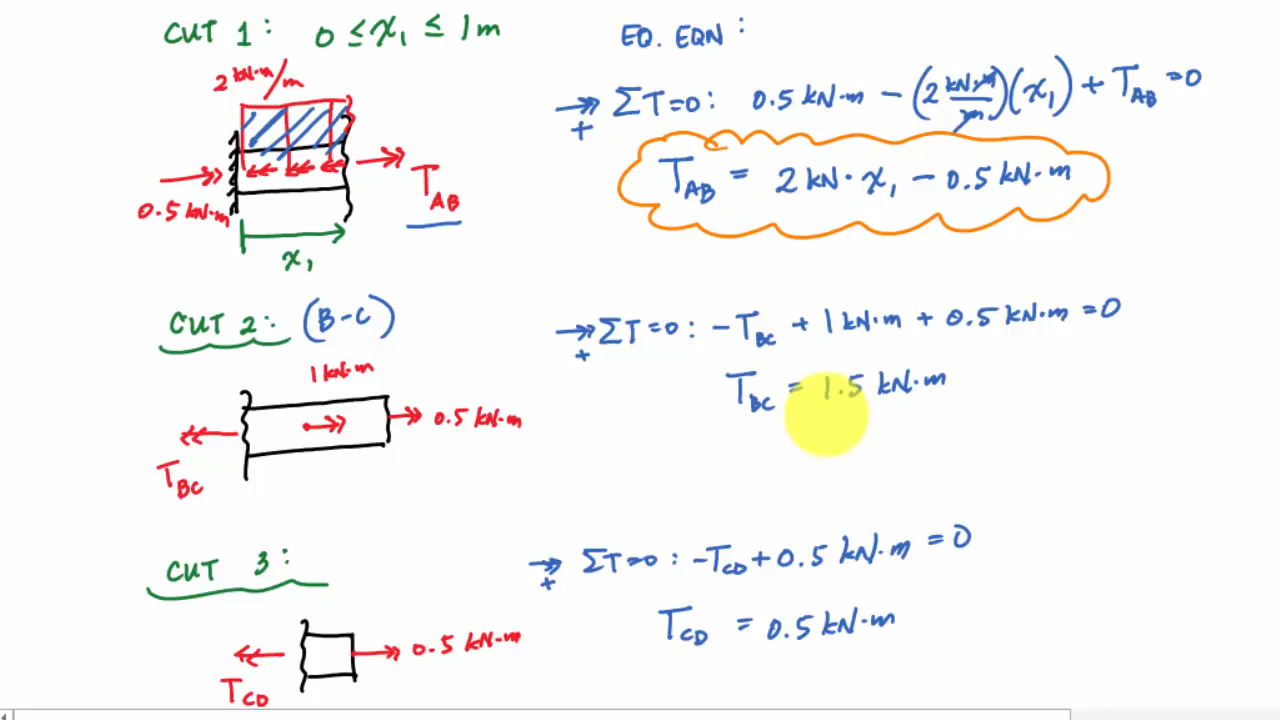 CUT 1: 0 ≤ x₁ ≤ 1m
EQ. EQN:
2 kN·m/m
→→ + ΣT=0: 0.5 kN·m − (2 kN·m/m)(x₁) + T_AB = 0
T_AB = 2 kN · x₁ − 0.5 kN·m
0.5 kN·m
T_AB
x₁
CUT 2: (B-C)
→→ + ΣT=0: −T_BC + 1 kN·m + 0.5 kN·m = 0
T_BC = 1.5 kN·m
1 kN·m
0.5 kN·m
T_BC
CUT 3:
→→ + ΣT=0: −T_CD + 0.5 kN·m = 0
T_CD = 0.5 kN·m
0.5 kN·m
T_CD